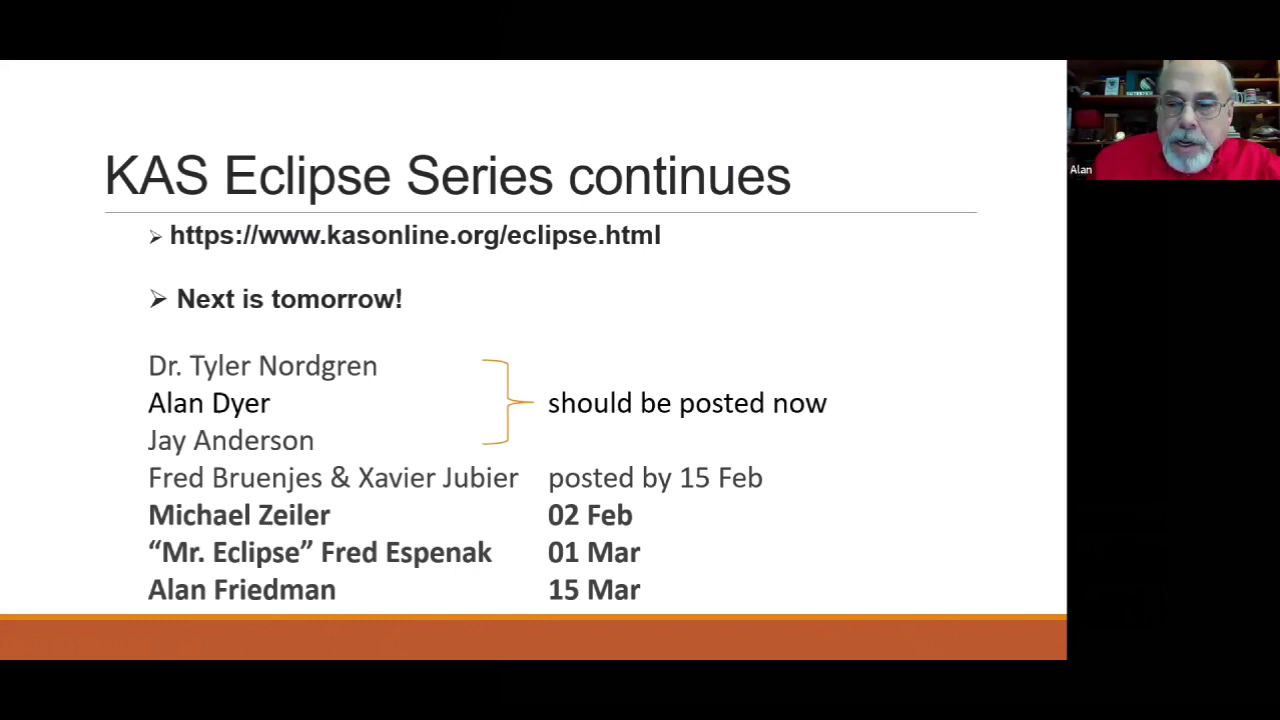 KAS Eclipse Series continues
https://www.kasonline.org/eclipse.html
Next is tomorrow!
Dr. Tyler Nordgren
Alan Dyer should be posted now
Jay Anderson
Fred Bruenjes & Xavier Jubier posted by 15 Feb
Michael Zeiler 02 Feb
“Mr. Eclipse” Fred Espenak 01 Mar
Alan Friedman 15 Mar
Alan